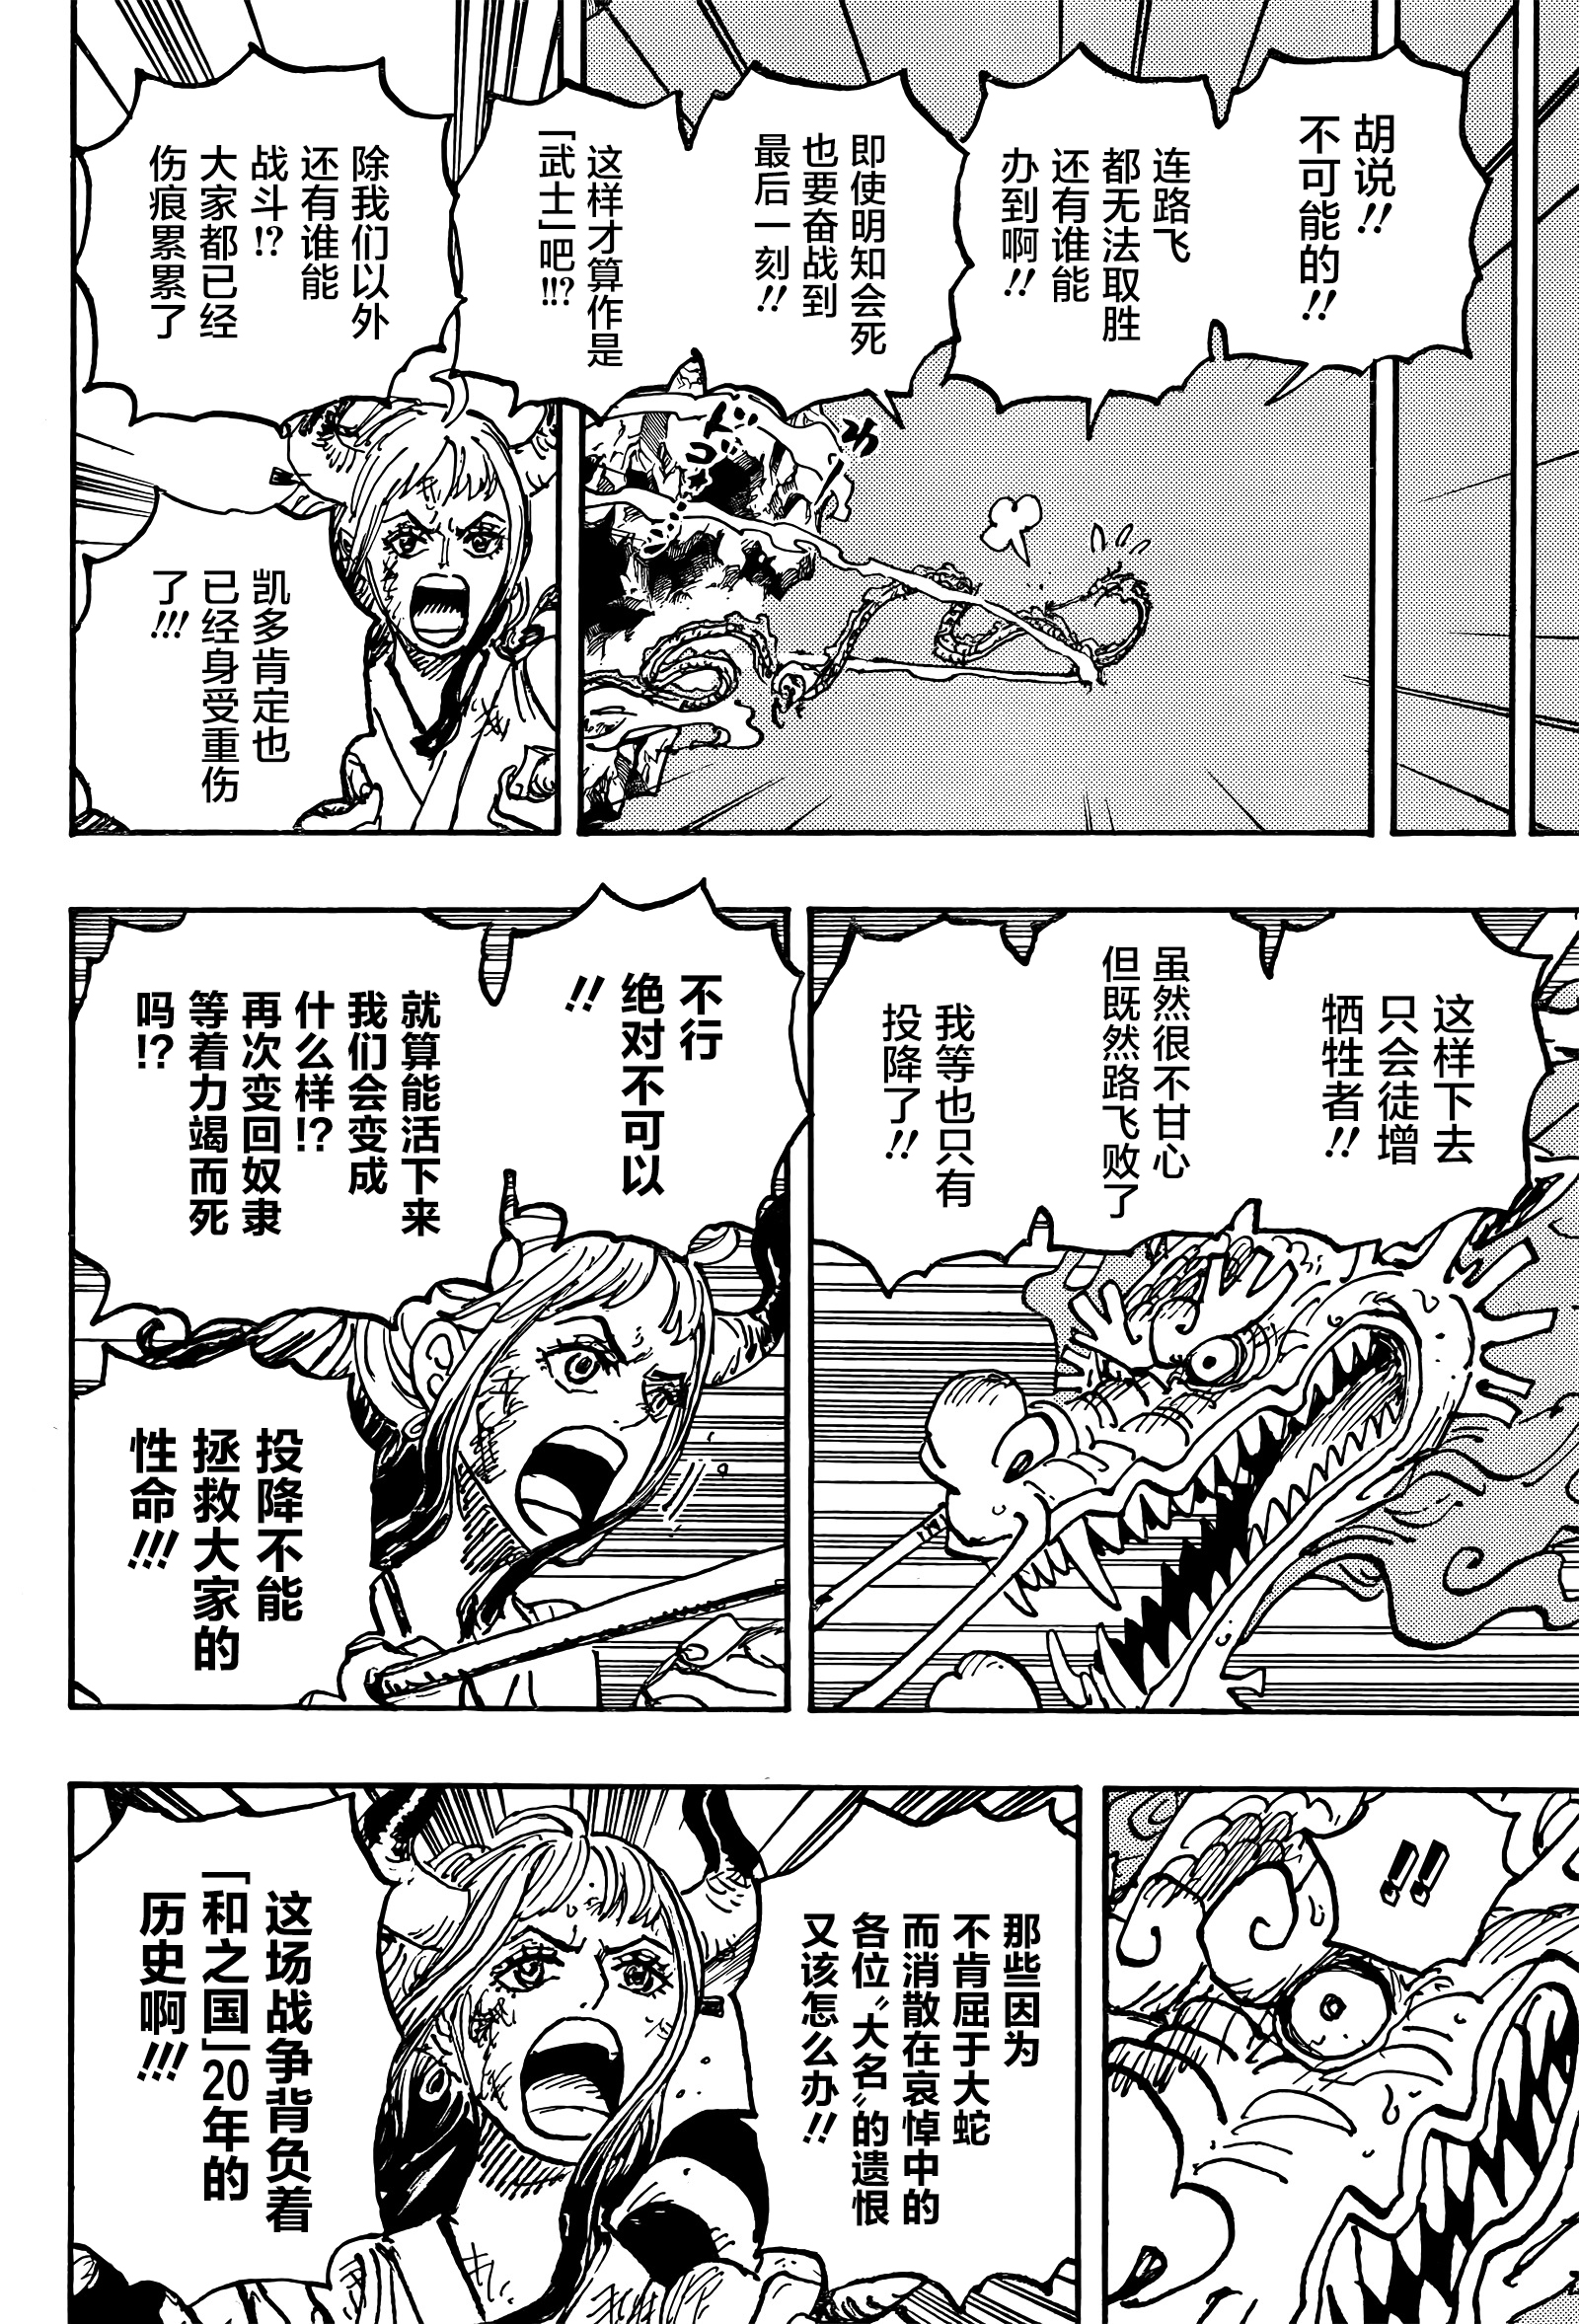 胡说!!
不可能的!!
连路飞
都无法取胜
还有谁能
办到啊!!
即使明知会死
也要奋战到
最后一刻!!
这样才算作是
「武士」吧!!?
除我们以外
还有谁能
战斗!?
大家都已经
伤痕累累了
凯多肯定也
已经身受重伤
了!!!
ドゴォ…
这样下去
只会徒增
牺牲者!!
虽然很不甘心
但既然路飞败了
我等也只有
投降了!!
不行
绝对不可以
!!
就算能活下来
我们会变成
什么样!?
再次变回奴隶
等着力竭而死
吗!?
投降不能
拯救大家的
性命!!!
!!
那些因为
不肯屈于大蛇
而消散在哀悼中的
各位〝大名〟的遗恨
又该怎么办!!
这场战争背负着
「和之国」20年的
历史啊!!!